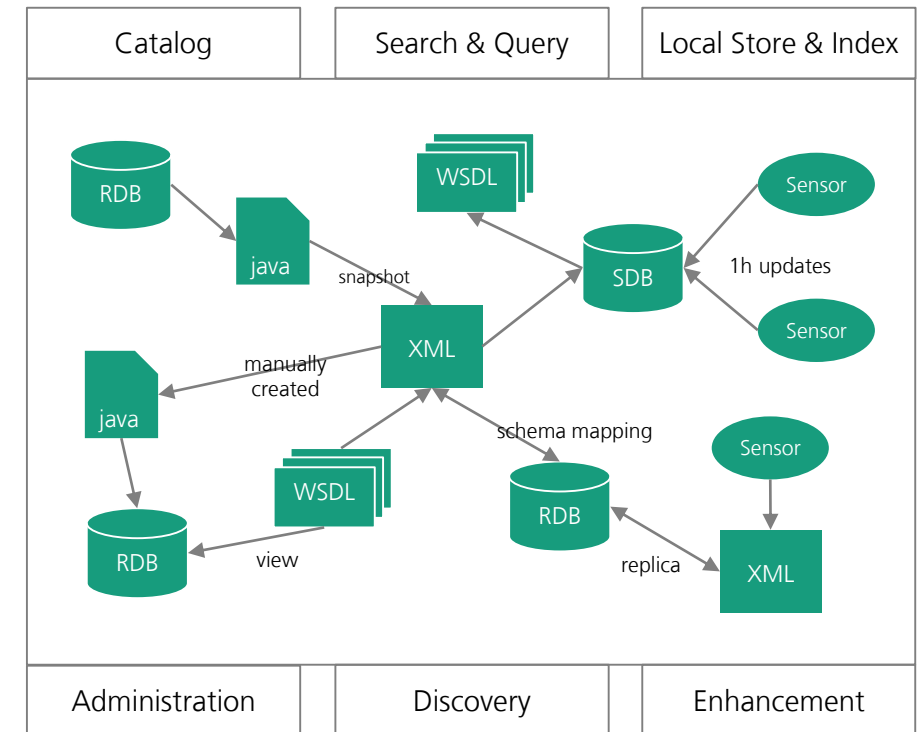 Catalog
Search & Query
Local Store & Index
RDB
java
snapshot
WSDL
Sensor
SDB
1h updates
Sensor
XML
manually
created
java
schema mapping
WSDL
RDB
Sensor
RDB
view
replica
XML
Administration
Discovery
Enhancement